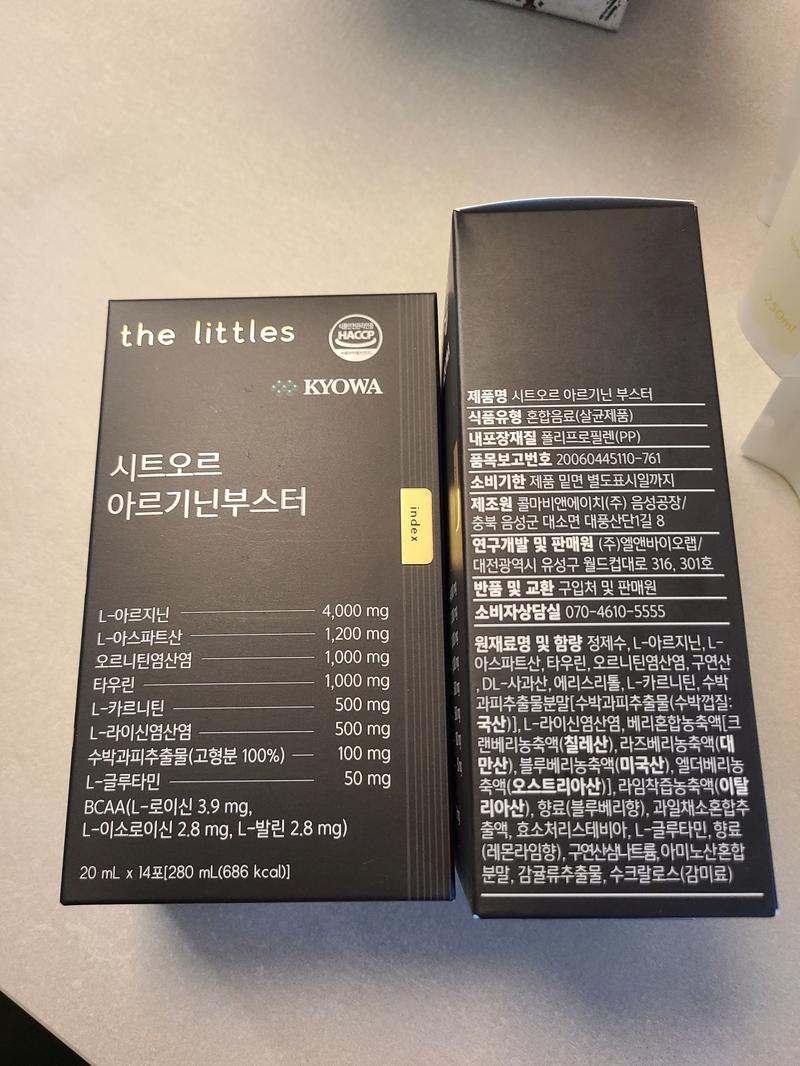 the littles
식품안전관리인증
HACCP
식품의약품안전처
KYOWA
시트오르
아르기닌부스터
index
L-아르지닌 4,000 mg
L-아스파트산 1,200 mg
오르니틴염산염 1,000 mg
타우린 1,000 mg
L-카르니틴 500 mg
L-라이신염산염 500 mg
수박과피추출물(고형분 100%) 100 mg
L-글루타민 50 mg
BCAA(L-로이신 3.9 mg,
L-이소로이신 2.8 mg, L-발린 2.8 mg)
20 mL x 14포[280 mL(686 kcal)]
제품명 시트오르 아르기닌 부스터
식품유형 혼합음료(살균제품)
내포장재질 폴리프로필렌(PP)
품목보고번호 20060445110-761
소비기한 제품 밑면 별도표시일까지
제조원 콜마비앤에이치(주) 음성공장/
충북 음성군 대소면 대풍산단1길 8
연구개발 및 판매원 (주)엘앤바이오랩/
대전광역시 유성구 월드컵대로 316, 301호
반품 및 교환 구입처 및 판매원
소비자상담실 070-4610-5555
원재료명 및 함량 정제수, L-아르지닌, L-
아스파트산, 타우린, 오르니틴염산염, 구연산
, DL-사과산, 에리스리톨, L-카르니틴, 수박
과피추출물분말[수박과피추출물(수박껍질:
국산)], L-라이신염산염, 베리혼합농축액[크
랜베리농축액(칠레산), 라즈베리농축액(대
만산), 블루베리농축액(미국산), 엘더베리농
축액(오스트리아산)], 라임착즙농축액(이탈
리아산), 향료(블루베리향), 과일채소혼합추
출액, 효소처리스테비아, L-글루타민, 향료
(레몬라임향), 구연산삼나트륨, 아미노산혼합
분말, 감귤류추출물, 수크랄로스(감미료)
250ml